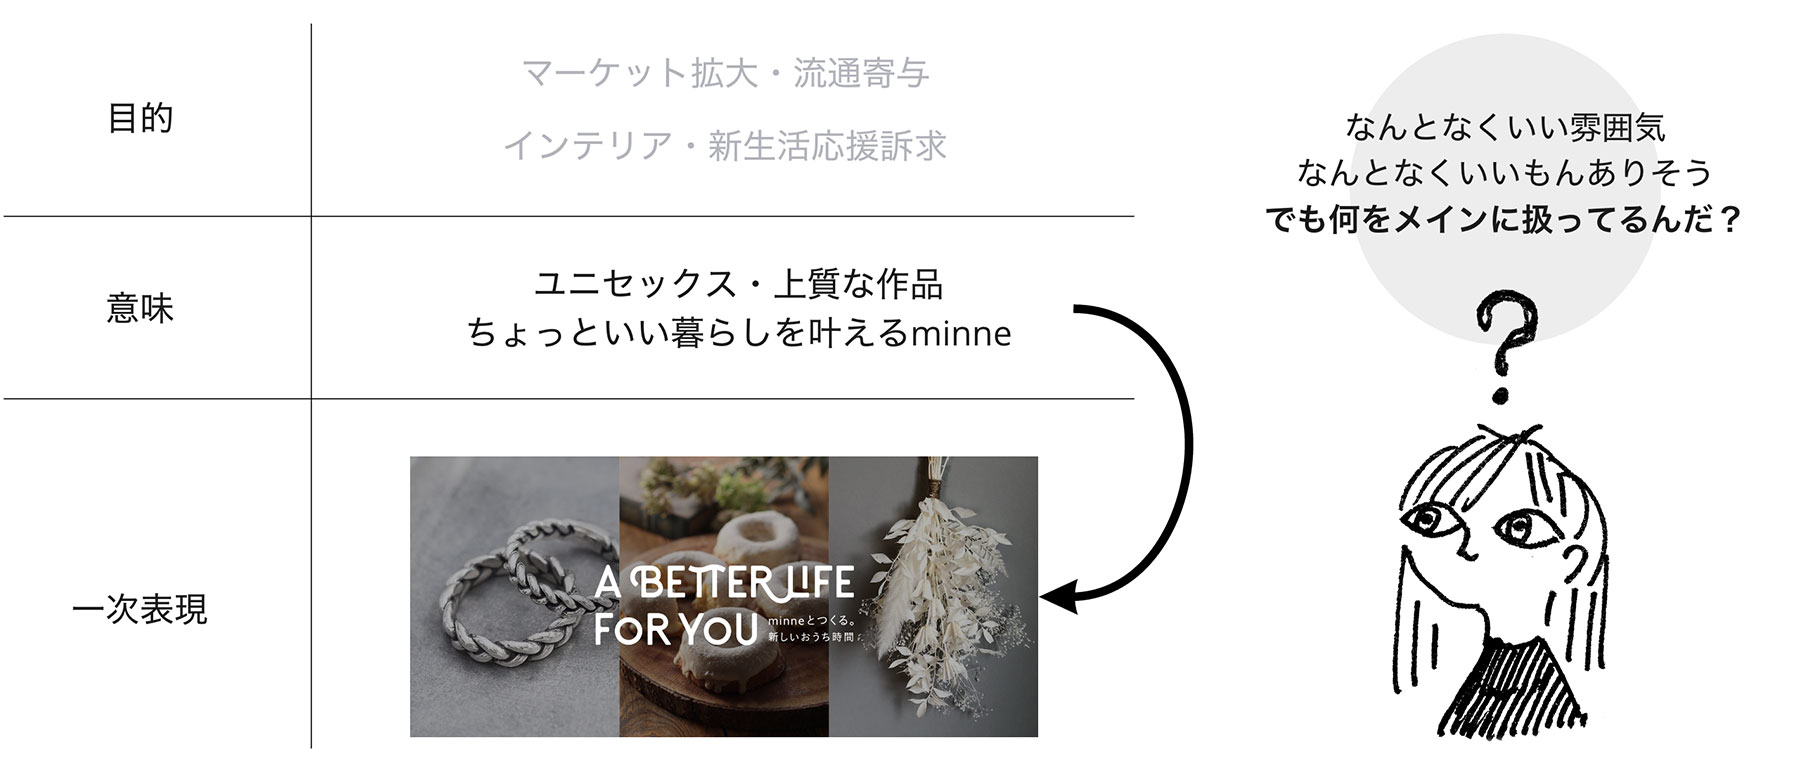 目的
マーケット拡大・流通寄与
インテリア・新生活応援訴求
意味
ユニセックス・上質な作品
ちょっといい暮らしを叶えるminne
一次表現
A BETTER LIFE
FOR YOU
minneとつくる。
新しいおうち時間
なんとなくいい雰囲気
なんとなくいいもんありそう
でも何をメインに扱ってるんだ？
?